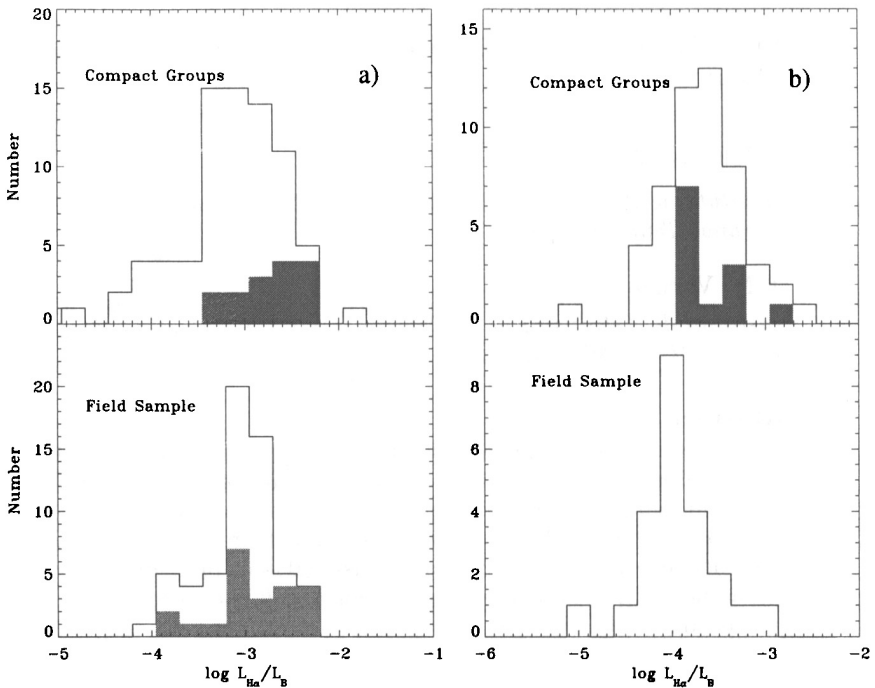 20
15
10
5
0
Number
Compact Groups
a)
20
15
10
5
0
Number
Field Sample
-5
-4
-3
-2
-1
log L_Hα/L_B
15
10
5
0
Compact Groups
b)
8
6
4
2
0
Field Sample
-6
-5
-4
-3
-2
log L_Hα/L_B